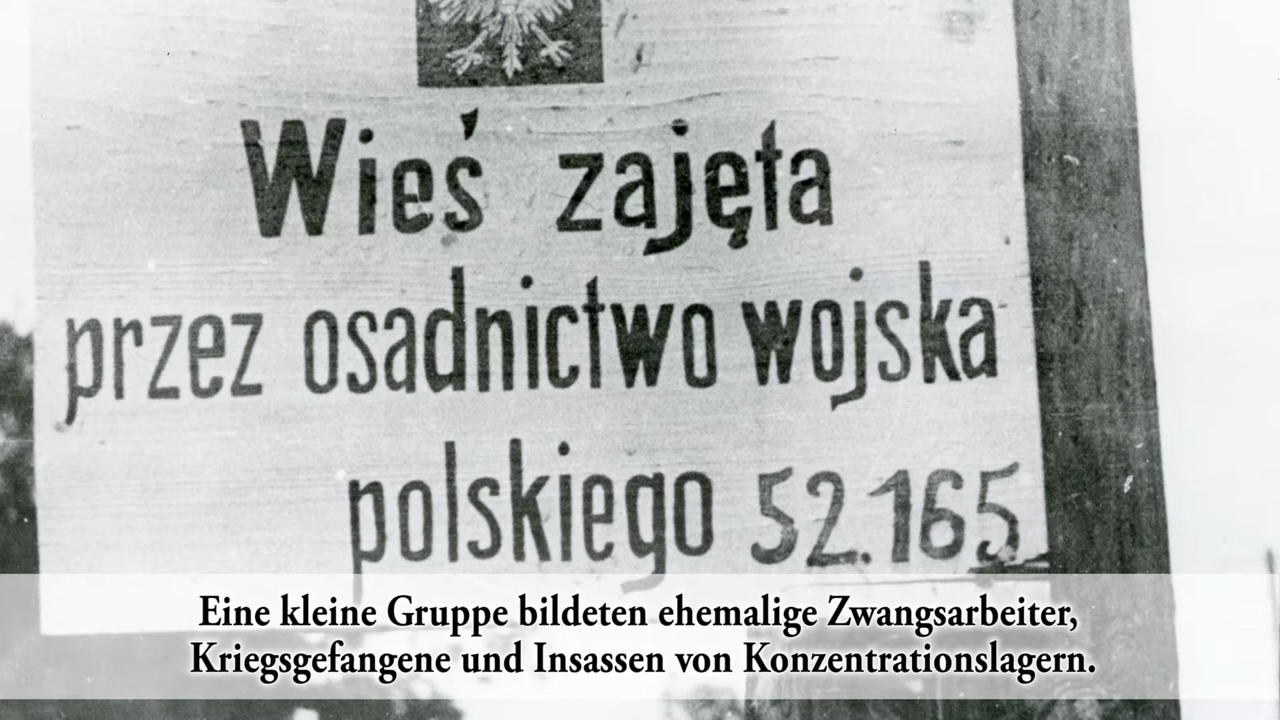 Wieś zajęta
przez osadnictwo wojska
polskiego 52.165
Eine kleine Gruppe bildeten ehemalige Zwangsarbeiter,
Kriegsgefangene und Insassen von Konzentrationslagern.